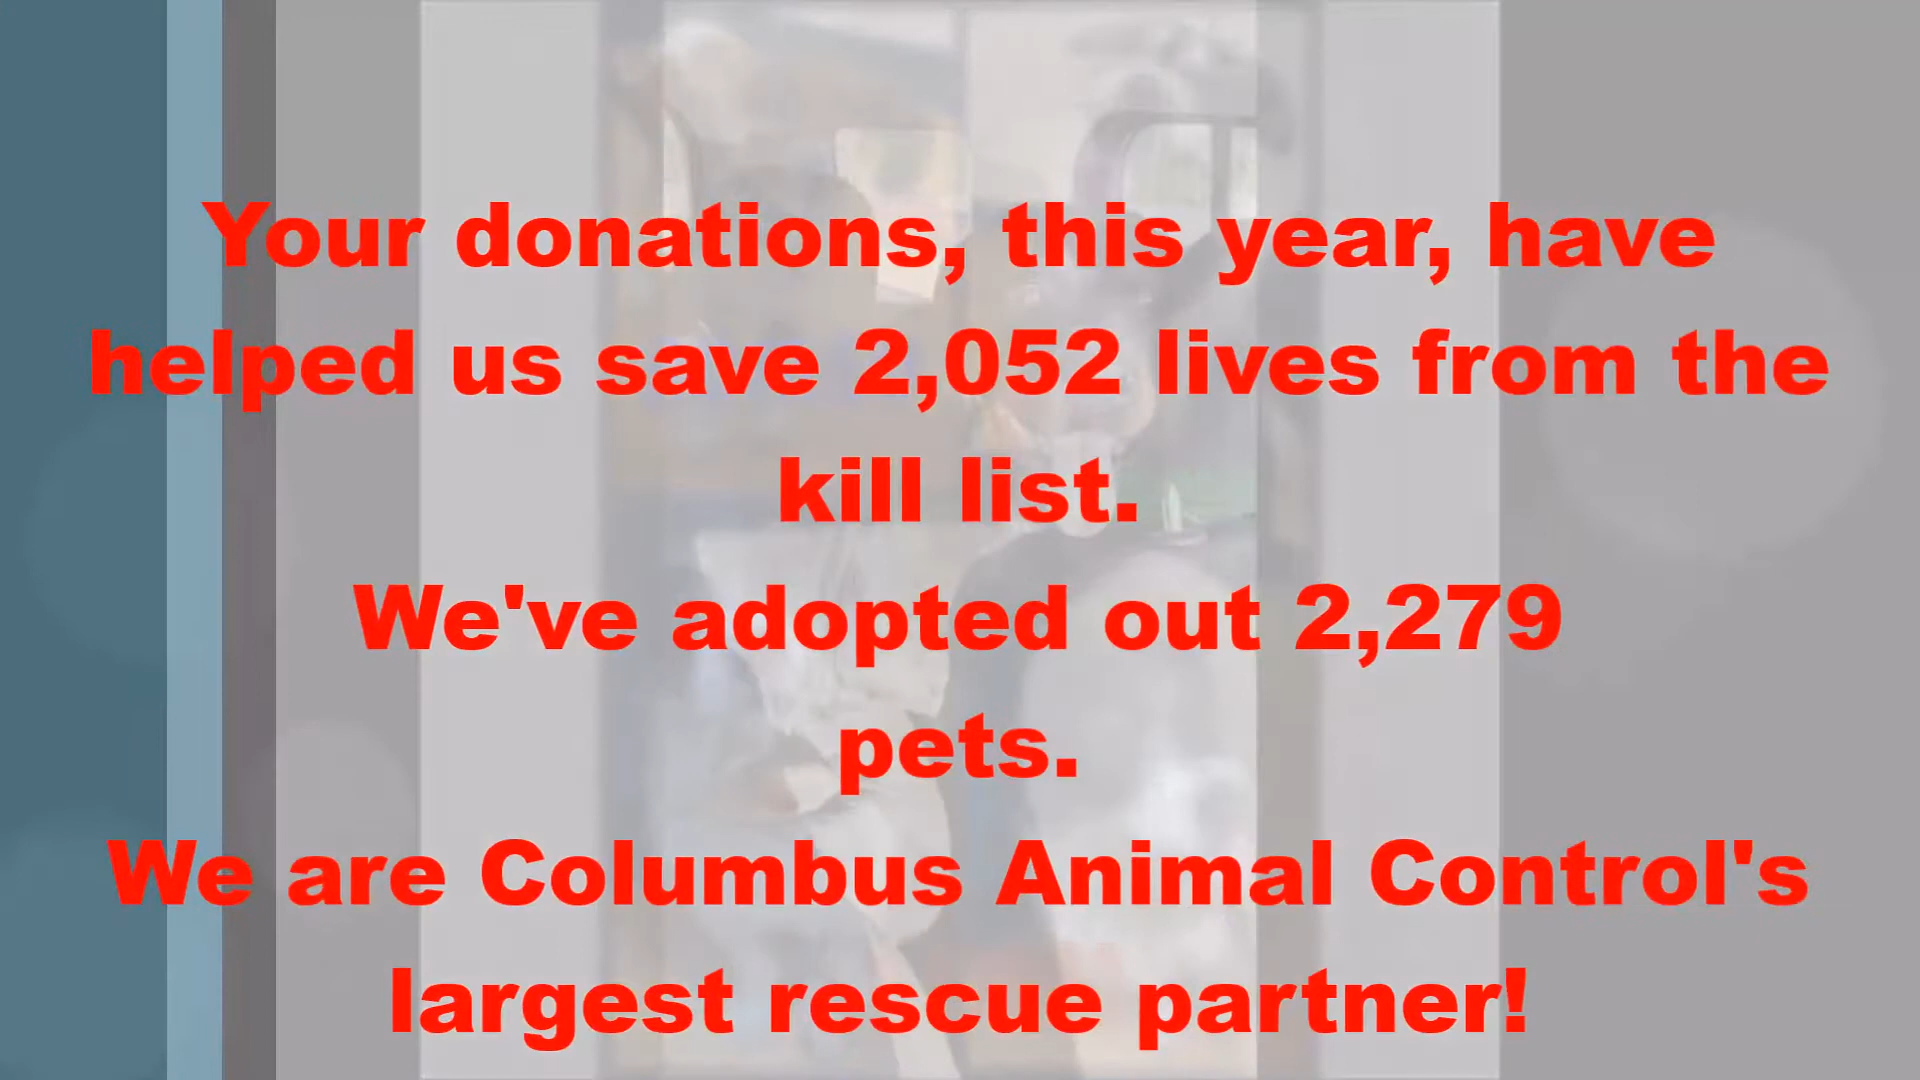 Your donations, this year, have
helped us save 2,052 lives from the
kill list.
We've adopted out 2,279
pets.
We are Columbus Animal Control's
largest rescue partner!